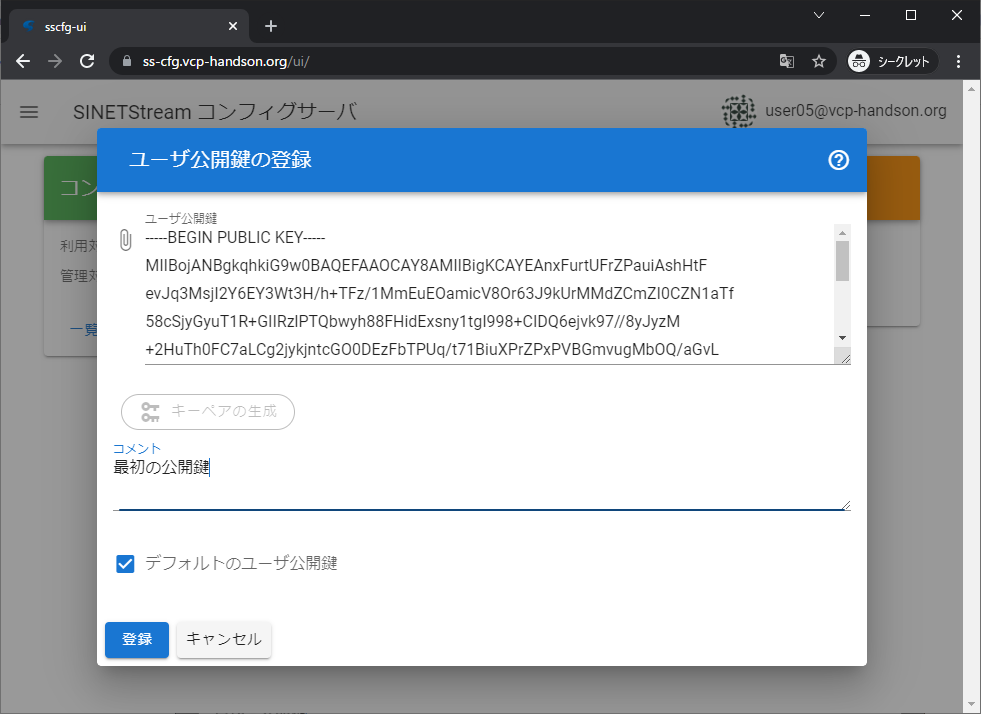 sscfg-ui
ss-cfg.vcp-handson.org/ui/
シークレット
SINETStream コンフィグサーバ
user05@vcp-handson.org
ユーザ公開鍵の登録
コン
利用対
管理対
一覧
ユーザ公開鍵
-----BEGIN PUBLIC KEY-----
MIIBojANBgkqhkiG9w0BAQEFAAOCAY8AMIIBigKCAYEAnxFurtUFrZPauiAshHtF
evJq3MsjI2Y6EY3Wt3H/h+TFz/1MmEuEOamicV8Or63J9kUrMMdZCmZI0CZN1aTf
58cSjyGyuT1R+GIIRzIPTQbwyh88FHidExsny1tgI998+CIDQ6ejvk97//8yJyzM
+2HuTh0FC7aLCg2jykjntcGO0DEzFbTPUq/t71BiuXPrZPxPVBGmvugMbOQ/aGvL
キーペアの生成
コメント
最初の公開鍵
デフォルトのユーザ公開鍵
登録
キャンセル